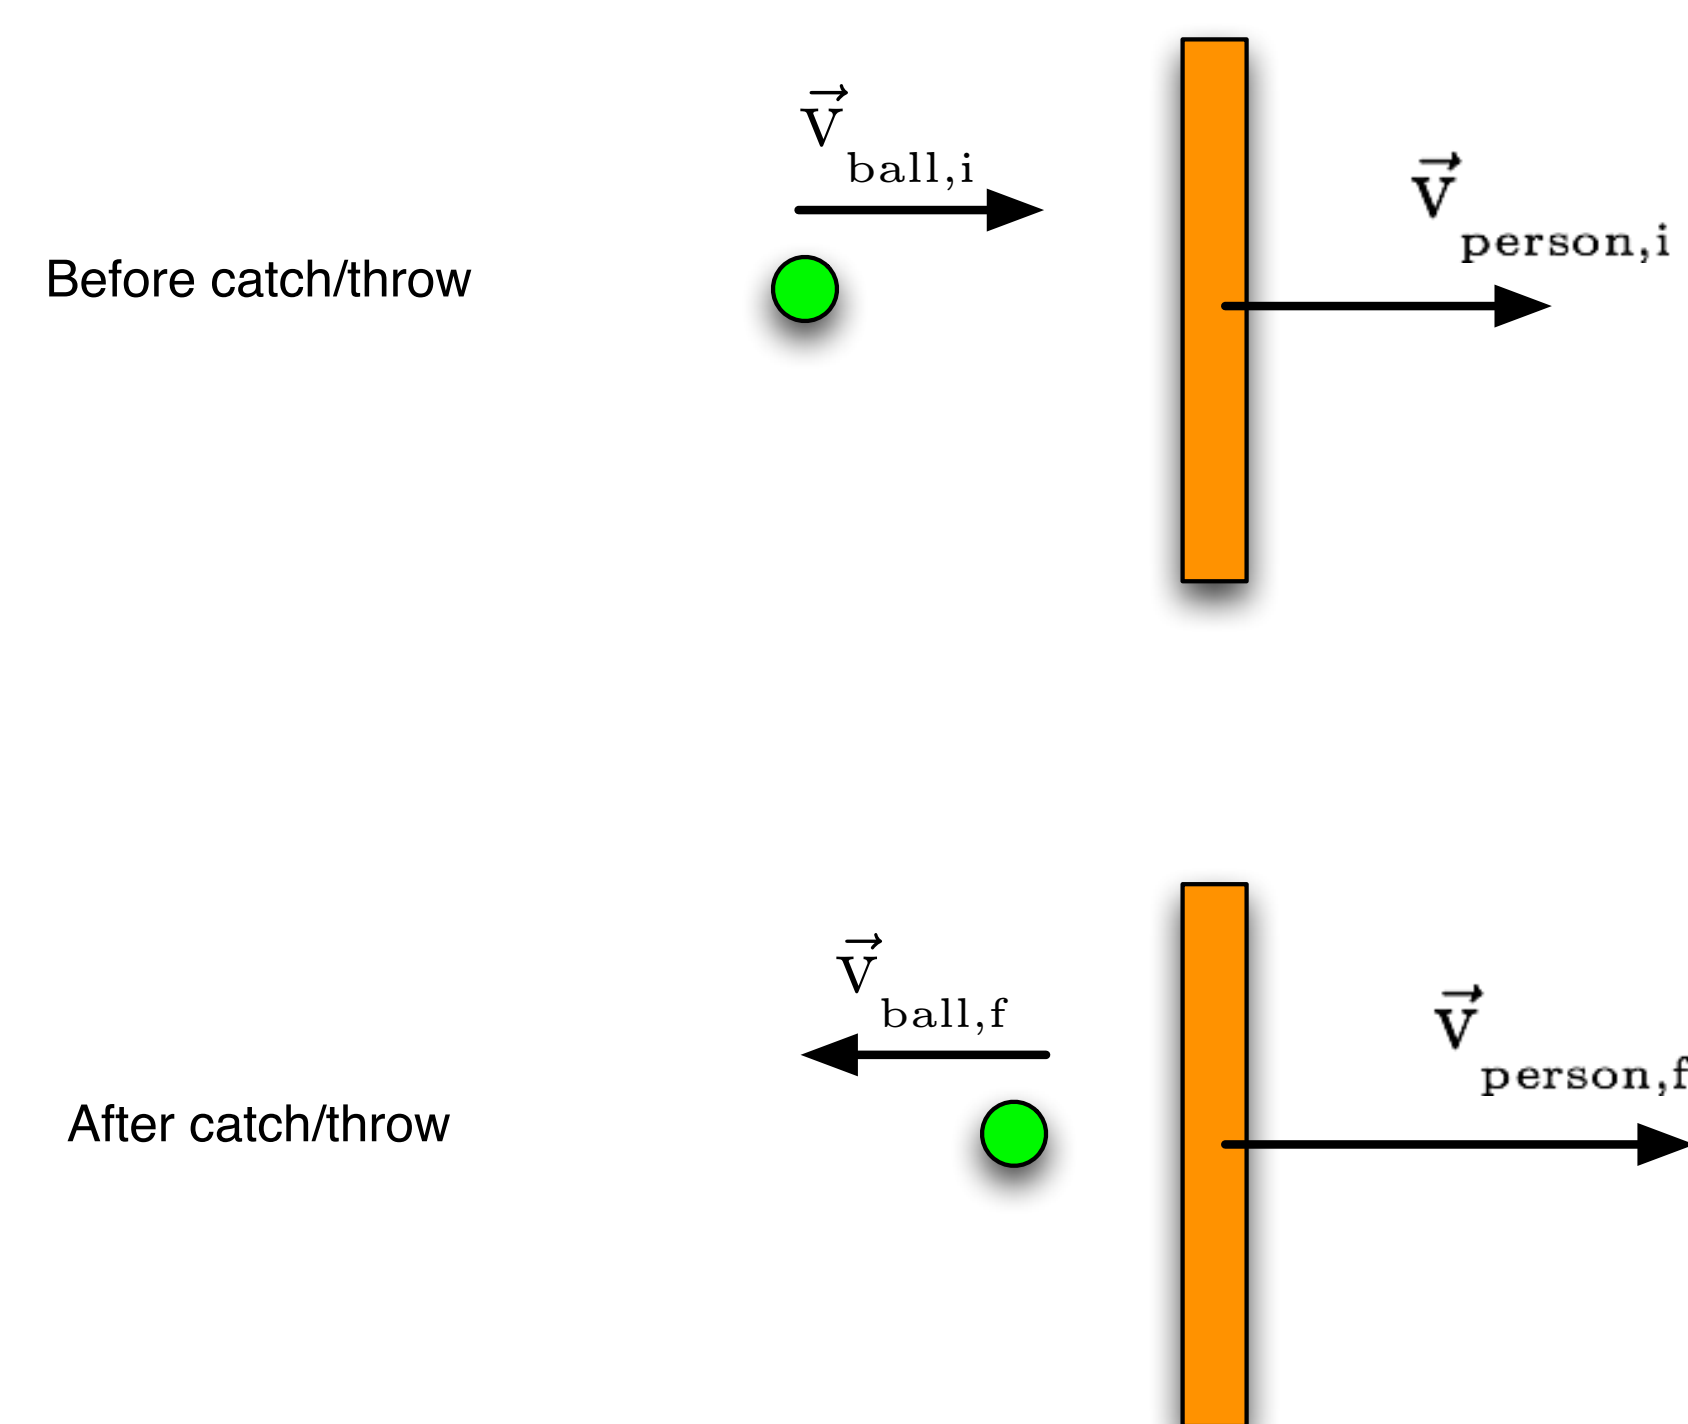 v⃗ ball,i
v⃗ person,i
Before catch/throw
v⃗ ball,f
v⃗ person,f
After catch/throw